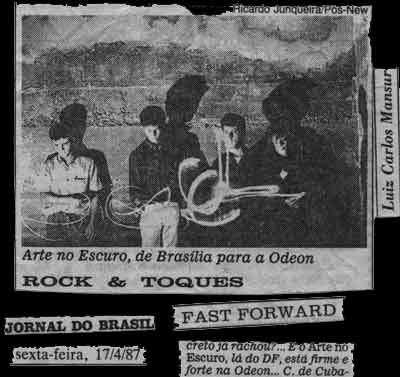 Ricardo Junqueira/Pós-New
Luiz Carlos Mansur
Arte no Escuro, de Brasília para a Odeon
ROCK & TOQUES
JORNAL DO BRASIL
sexta-feira, 17/4/87
FAST FORWARD
creto já rachou?... E o Arte no
Escuro, lá do DF, está firme e
forte na Odeon... C. de Cuba-